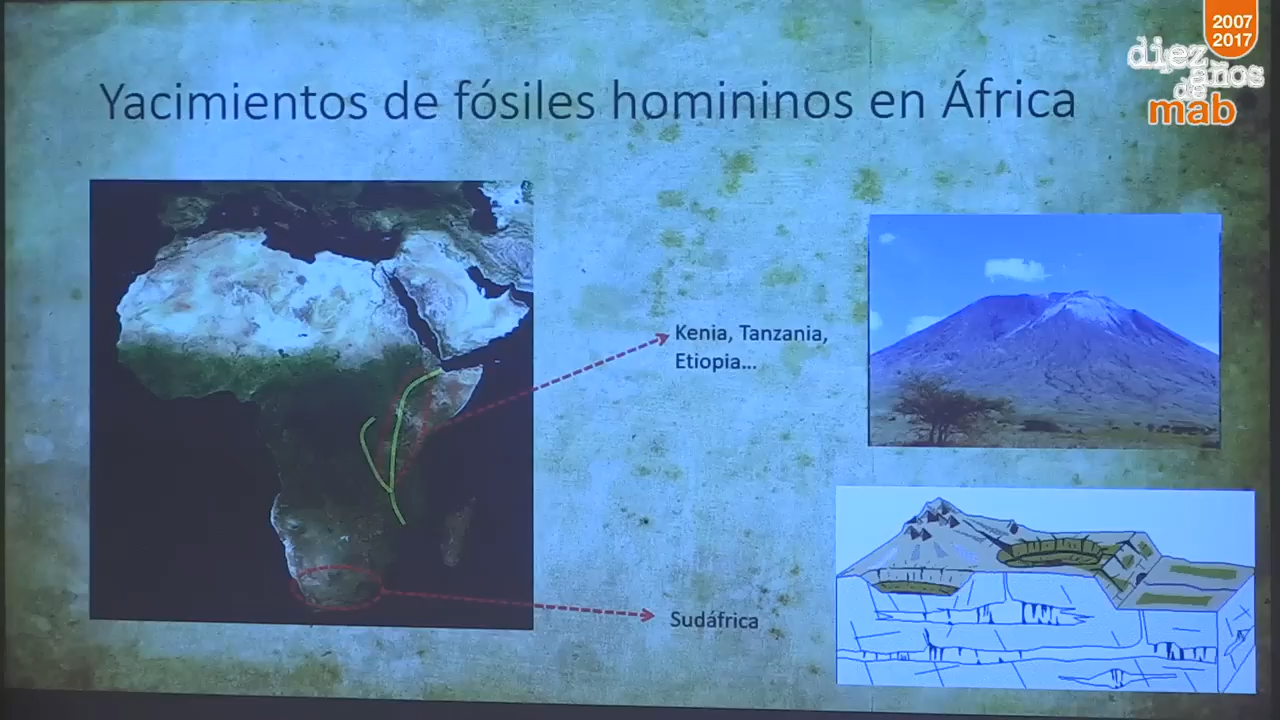 2007
2017
diez
años
de
mab
Yacimientos de fósiles homininos en África
Kenia, Tanzania,
Etiopia...
Sudáfrica